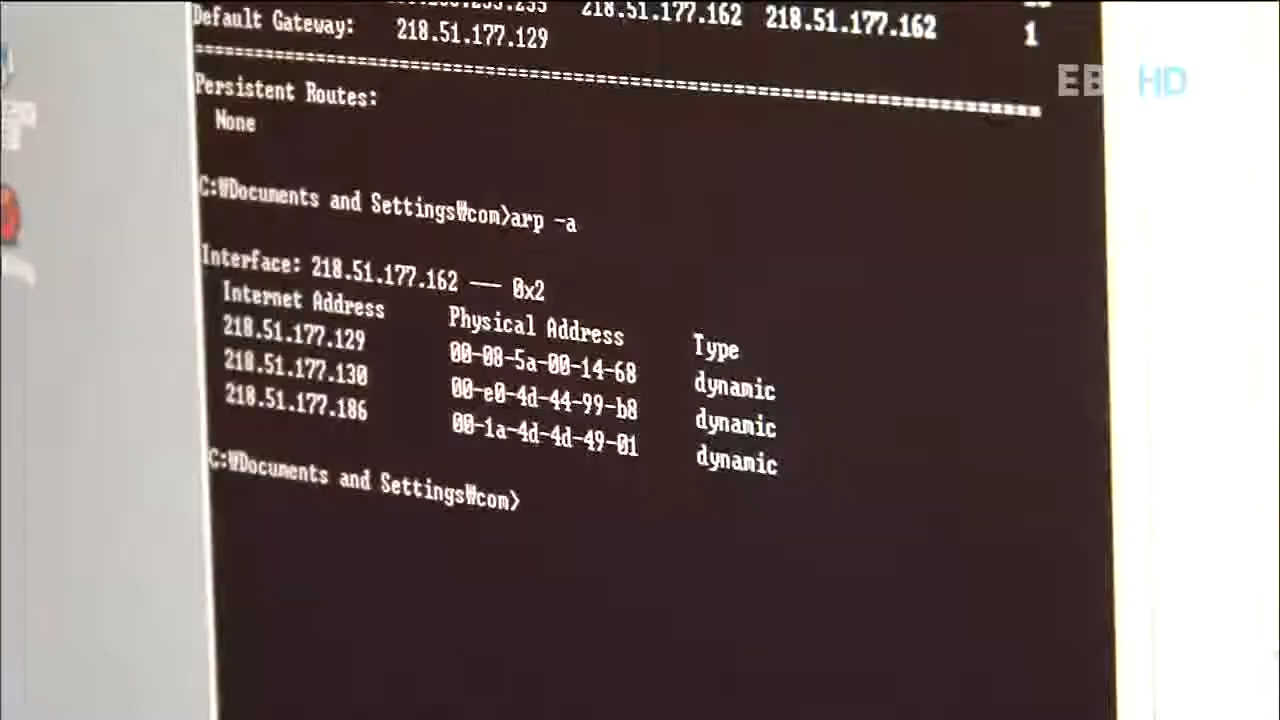 218.51.177.162 218.51.177.162 1
Default Gateway: 218.51.177.129
===============================================================================
Persistent Routes:
None
C:₩Documents and Settings₩com>arp -a
Interface: 218.51.177.162 --- 0x2
Internet Address Physical Address Type
218.51.177.129 00-08-5a-00-14-68 dynamic
218.51.177.130 00-e0-4d-44-99-b8 dynamic
218.51.177.186 00-1a-4d-4d-49-01 dynamic
C:₩Documents and Settings₩com>
HD